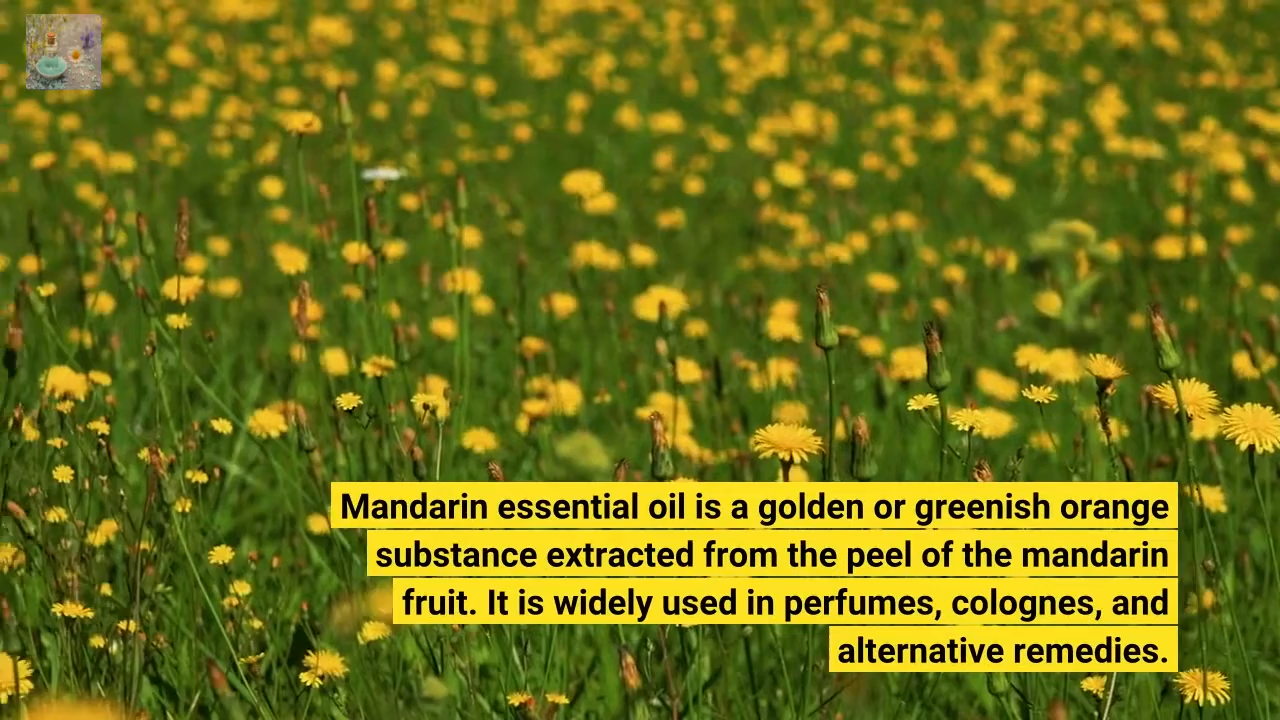 Mandarin essential oil is a golden or greenish orange
substance extracted from the peel of the mandarin
fruit. It is widely used in perfumes, colognes, and
alternative remedies.